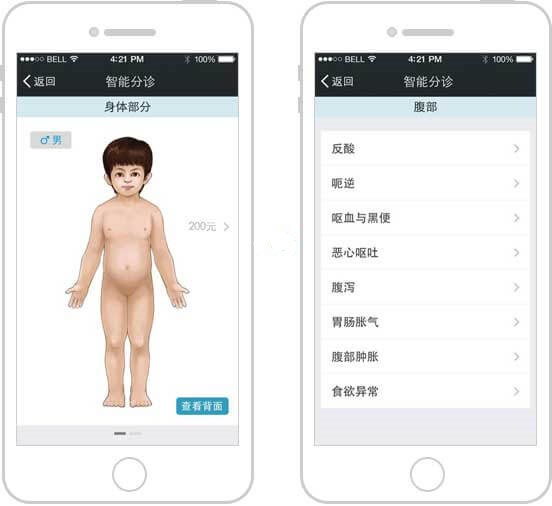 BELL 4:21 PM 100%
返回 智能分诊
身体部分
♂ 男
200元
查看背面
BELL 4:21 PM 100%
返回 智能分诊
腹部
反酸
呃逆
呕血与黑便
恶心呕吐
腹泻
胃肠胀气
腹部肿胀
食欲异常